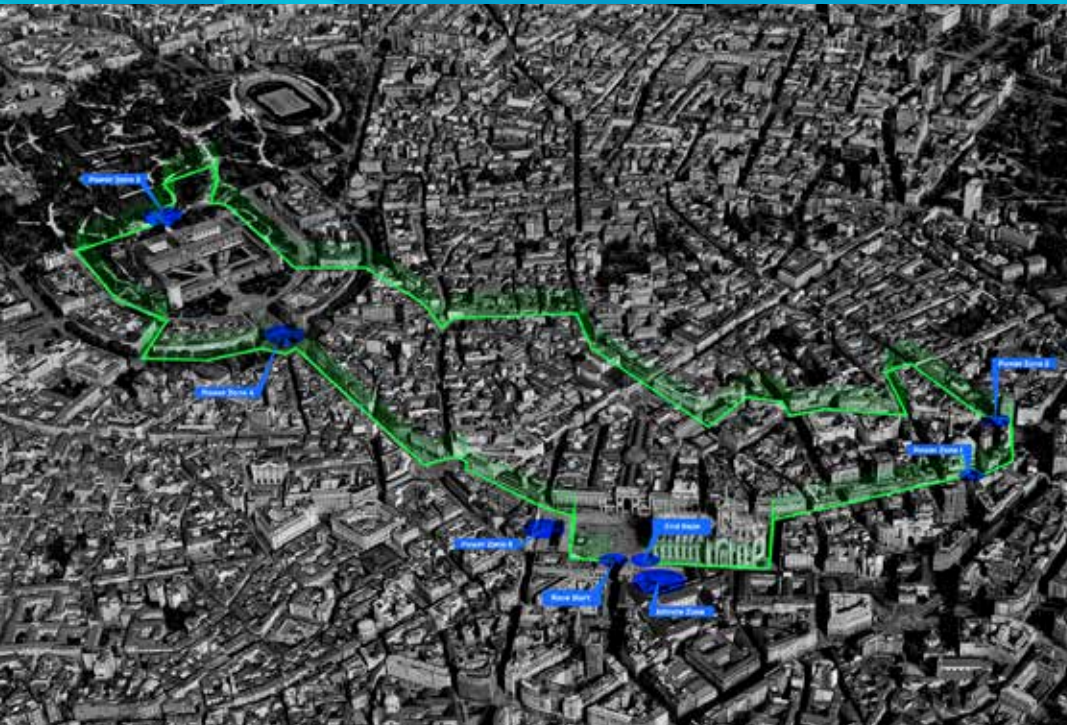 Power Zone 3
Power Zone 2
Power Zone 4
Power Zone 1
End Race
Power Zone 5
Race Start
Athlete Zone